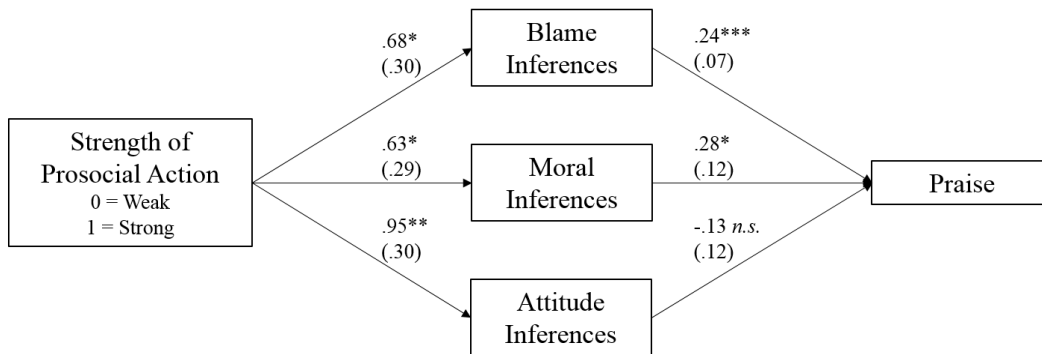 Strength of
Prosocial Action
0 = Weak
1 = Strong
.68*
(.30)
.63*
(.29)
.95**
(.30)
Blame
Inferences
Moral
Inferences
Attitude
Inferences
.24***
(.07)
.28*
(.12)
-.13 n.s.
(.12)
Praise